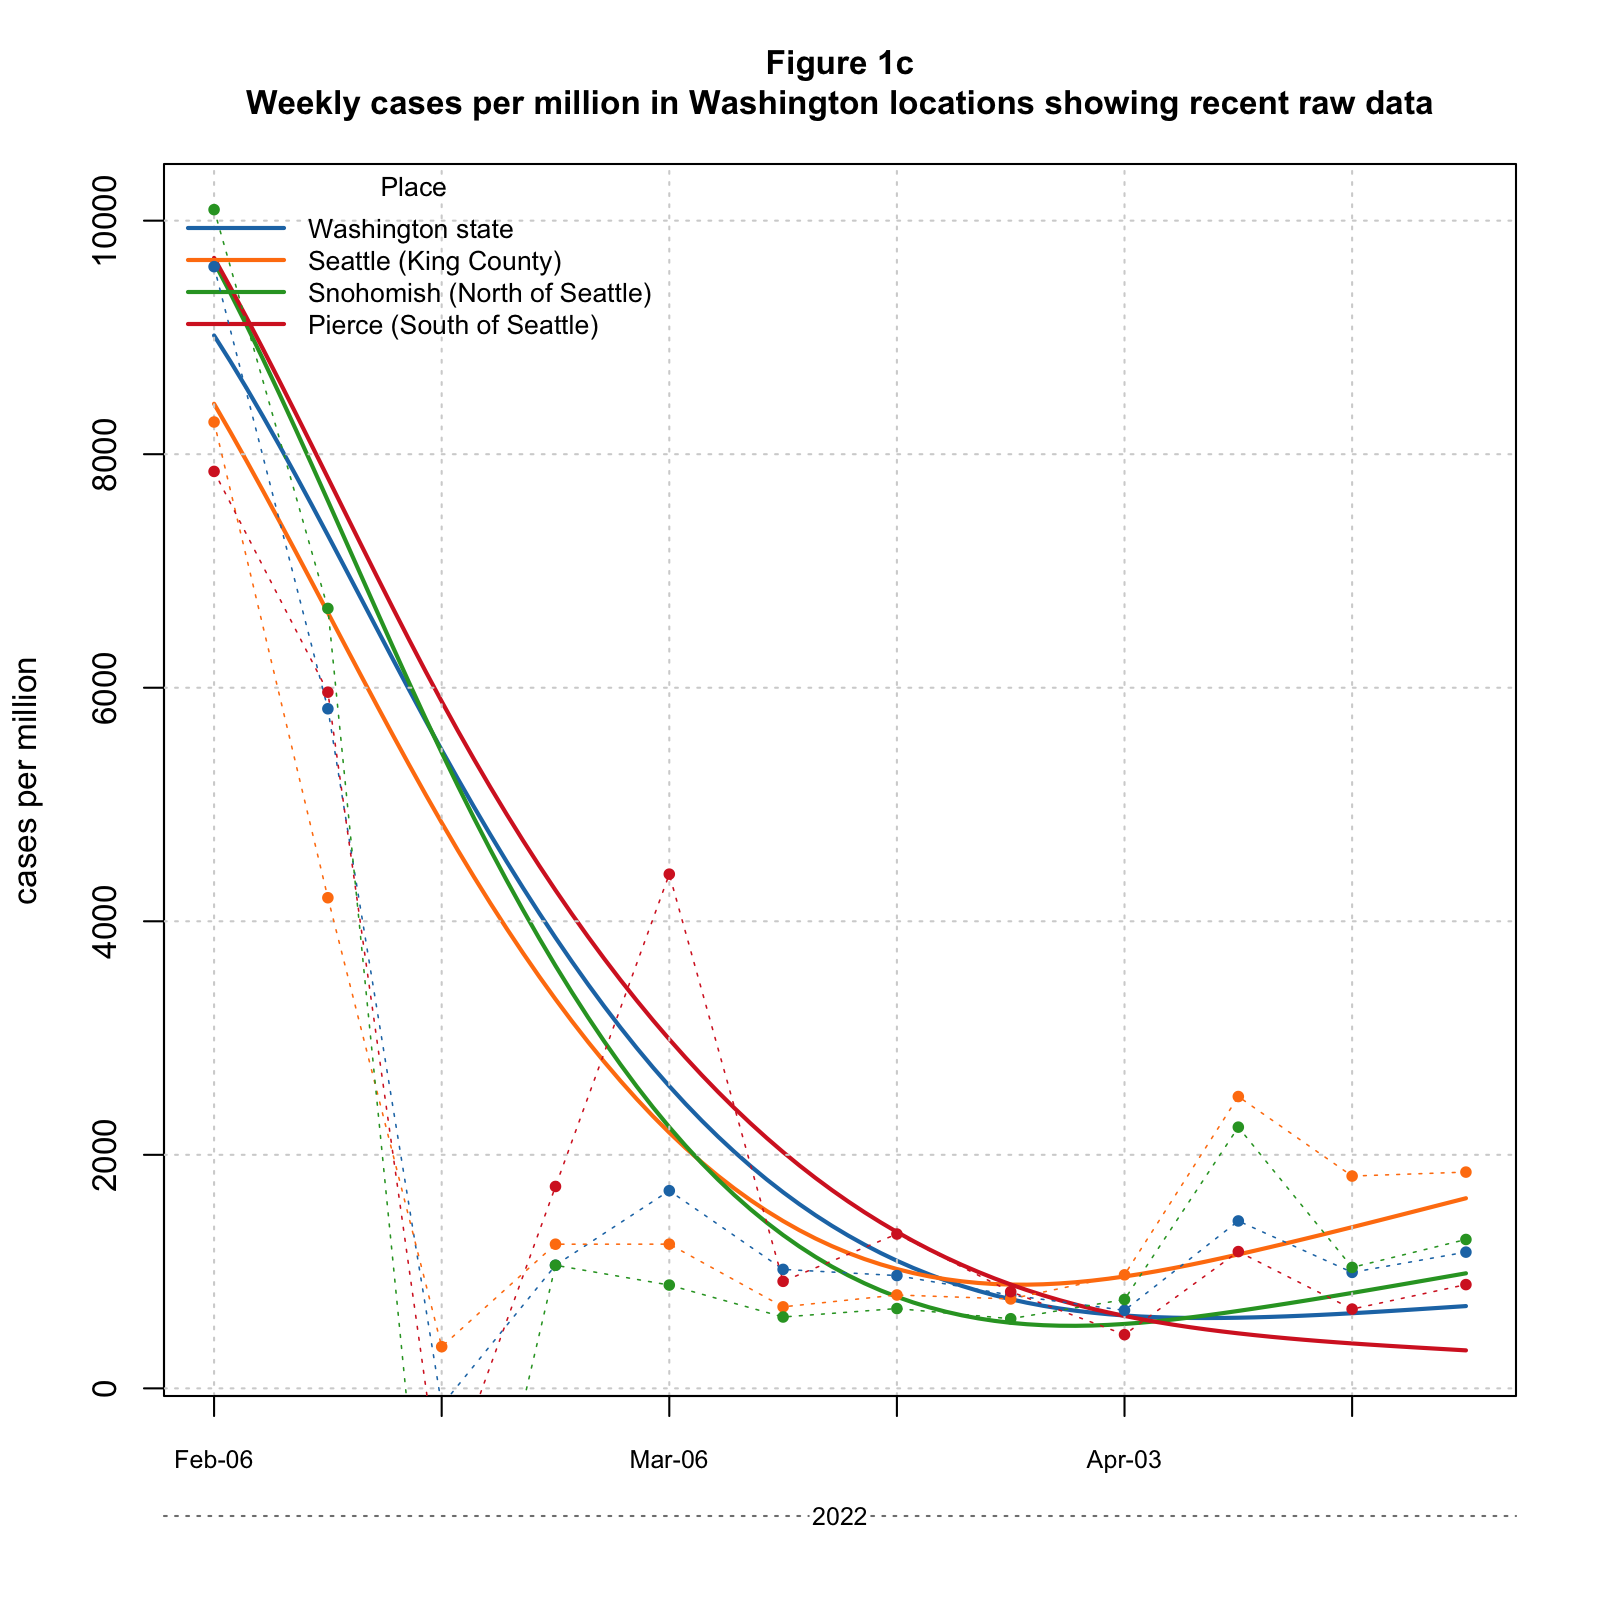 Figure 1c
Weekly cases per million in Washington locations showing recent raw data
Place
Washington state
Seattle (King County)
Snohomish (North of Seattle)
Pierce (South of Seattle)
10000
8000
6000
4000
2000
0
cases per million
Feb-06 Mar-06 Apr-03
2022